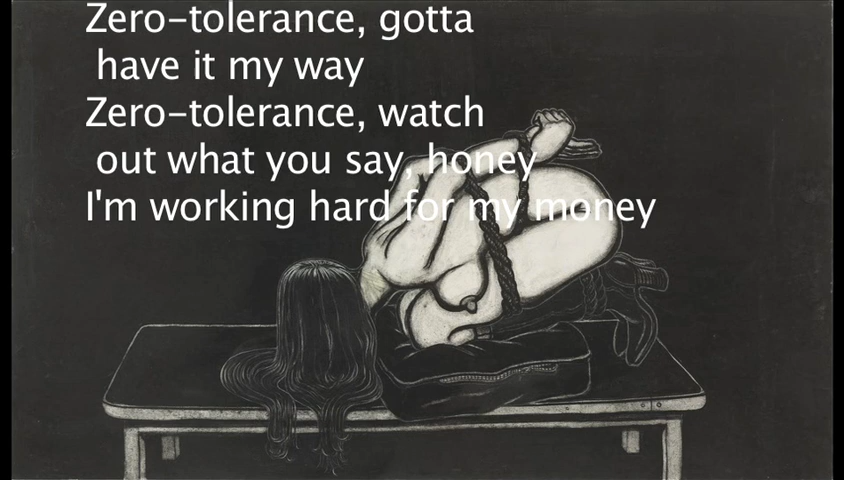 Zero-tolerance, gotta
have it my way
Zero-tolerance, watch
out what you say, honey
I'm working hard for my money